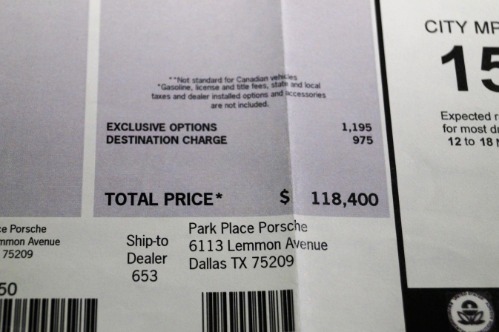 **Not standard for Canadian vehicles
*Gasoline, license and title fees, state and local
taxes and dealer installed options and accessories
are not included.
EXCLUSIVE OPTIONS 1,195
DESTINATION CHARGE 975
TOTAL PRICE* $ 118,400
ce Porsche
mmon Avenue
75209
50
Ship-to
Dealer
653
Park Place Porsche
6113 Lemmon Avenue
Dallas TX 75209
CITY MP
15
Expected r
for most dr
12 to 18 M